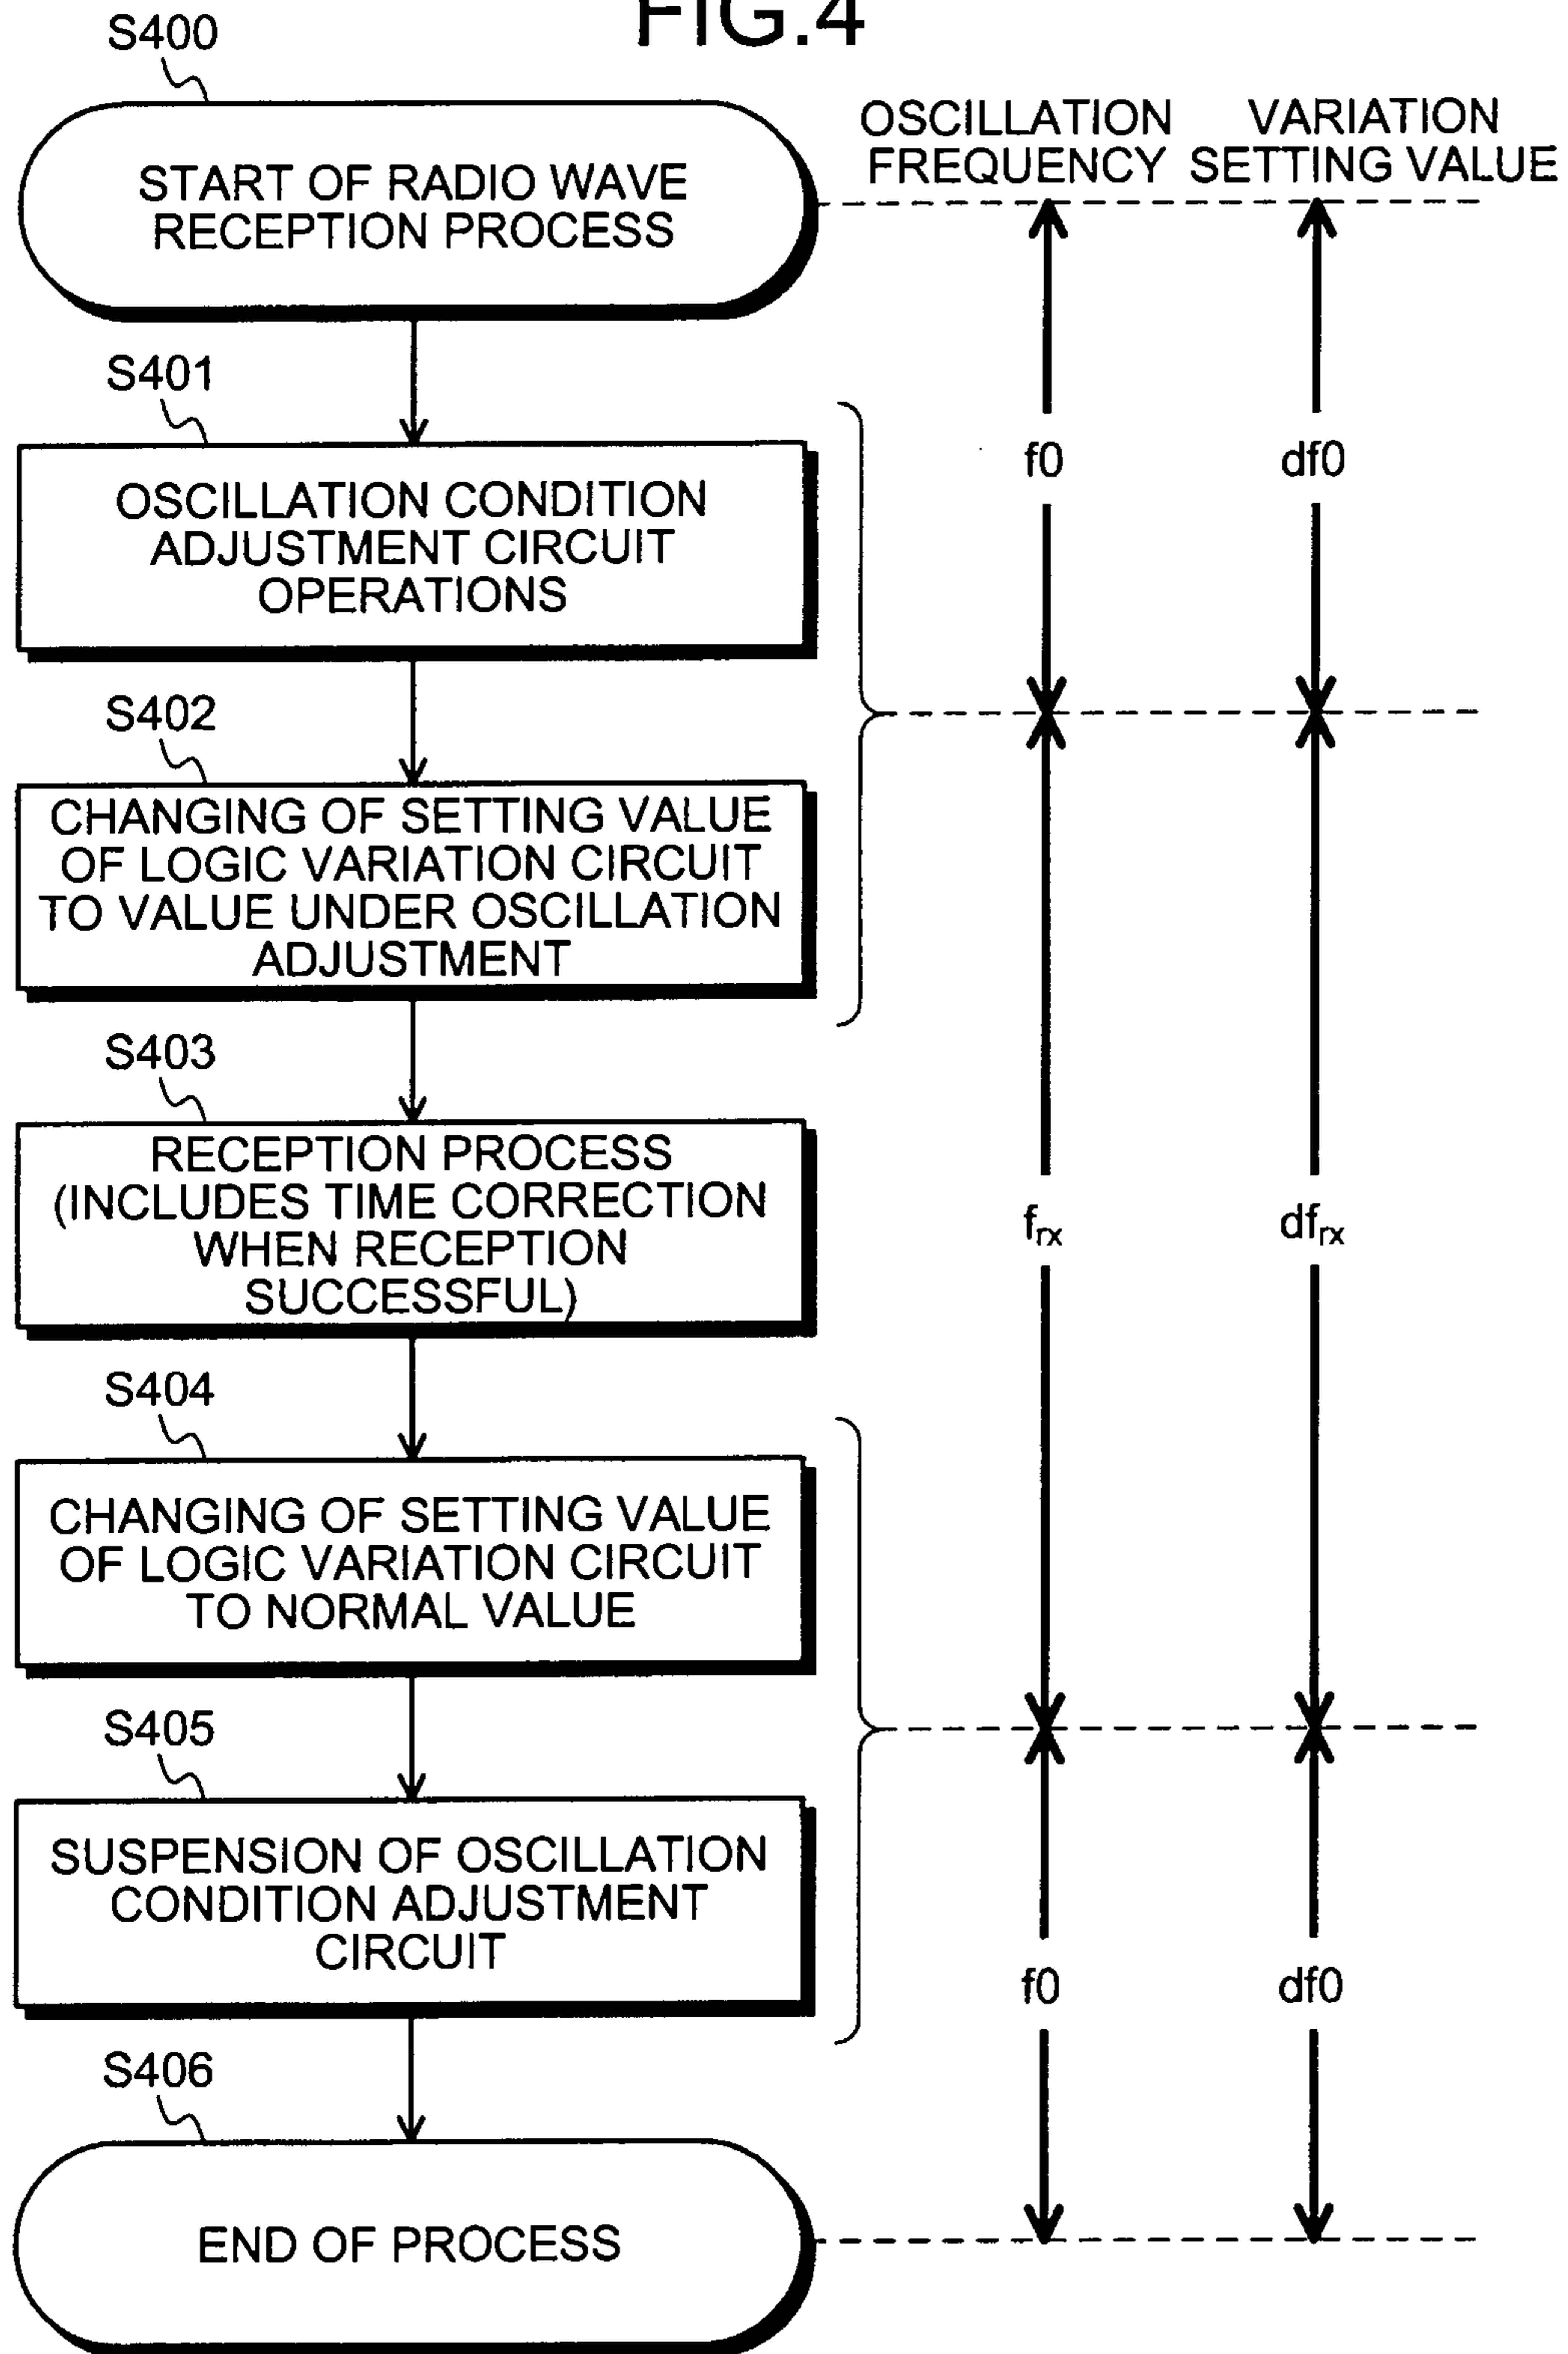 FIG.4
S400
START OF RADIO WAVE
RECEPTION PROCESS
OSCILLATION
FREQUENCY
VARIATION
SETTING VALUE
S401
OSCILLATION CONDITION
ADJUSTMENT CIRCUIT
OPERATIONS
f0
df0
S402
CHANGING OF SETTING VALUE
OF LOGIC VARIATION CIRCUIT
TO VALUE UNDER OSCILLATION
ADJUSTMENT
S403
RECEPTION PROCESS
(INCLUDES TIME CORRECTION
WHEN RECEPTION
SUCCESSFUL)
frx
dfrx
S404
CHANGING OF SETTING VALUE
OF LOGIC VARIATION CIRCUIT
TO NORMAL VALUE
S405
SUSPENSION OF OSCILLATION
CONDITION ADJUSTMENT
CIRCUIT
f0
df0
S406
END OF PROCESS